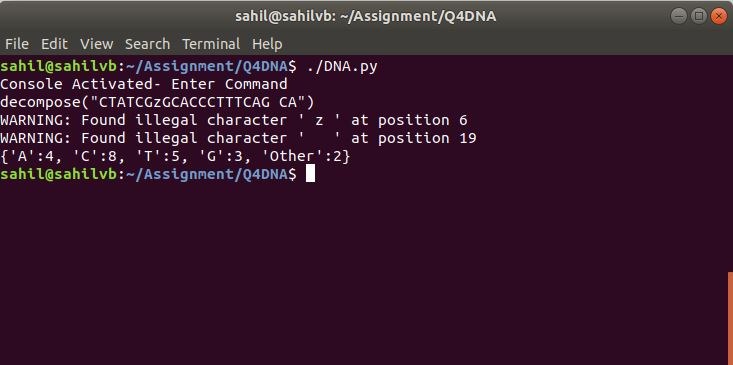 sahil@sahilvb: ~/Assignment/Q4DNA
File Edit View Search Terminal Help
sahil@sahilvb:~/Assignment/Q4DNA$ ./DNA.py
Console Activated- Enter Command
decompose("CTATCGzGCACCCTTTCAG CA")
WARNING: Found illegal character ' z ' at position 6
WARNING: Found illegal character '   ' at position 19
{'A':4, 'C':8, 'T':5, 'G':3, 'Other':2}
sahil@sahilvb:~/Assignment/Q4DNA$